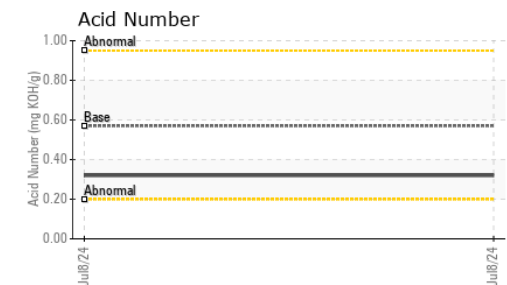 Acid Number
Acid Number (mg KOH/g)
1.00
0.80
0.60
0.40
0.20
0.00
Abnormal
Base
Abnormal
Jul8/24
Jul8/24